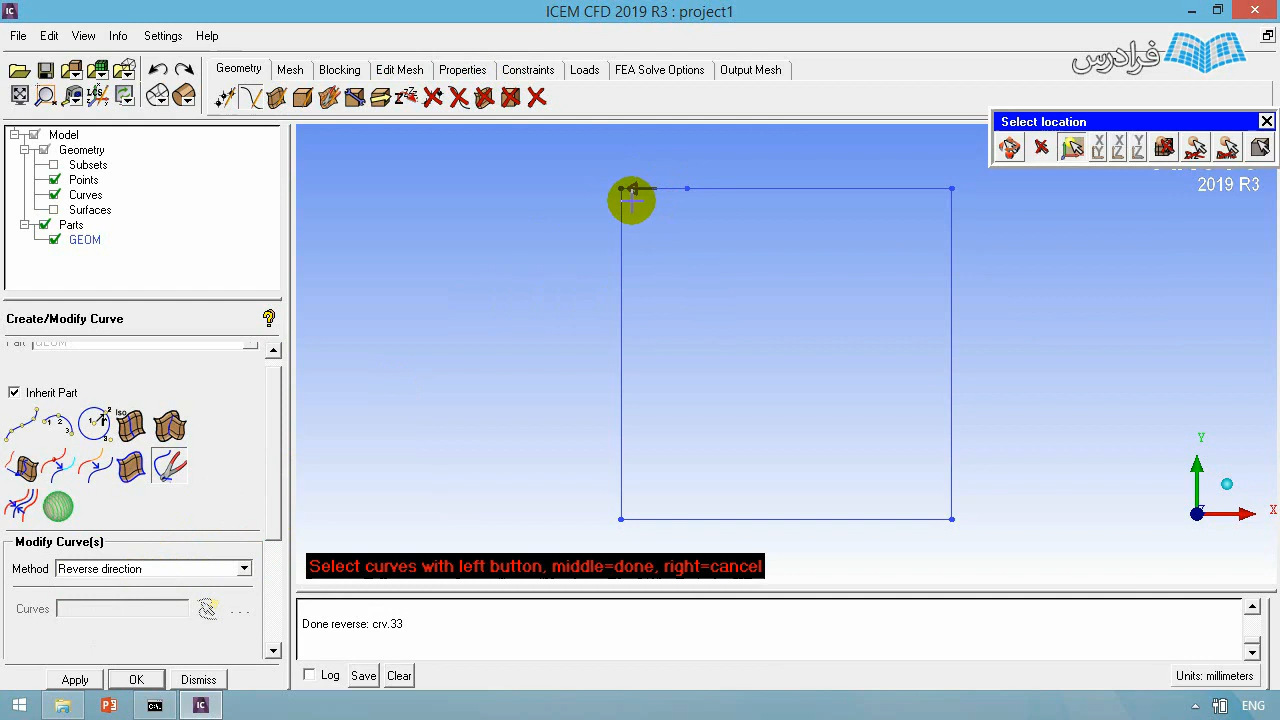 ICEM CFD 2019 R3 : project1
File Edit View Info Settings Help
فرادرس
Geometry Mesh Blocking Edit Mesh Properties Constraints Loads FEA Solve Options Output Mesh
Select location
2019 R3
Model
Geometry
Subsets
Points
Curves
Surfaces
Parts
GEOM
Create/Modify Curve
Part GEOM
Inherit Part
Modify Curve(s)
Method Reverse direction
Curves
Apply OK Dismiss
Y
X
Select curves with left button, middle=done, right=cancel
Done reverse: crv.33
Log Save Clear
Units: millimeters
ENG